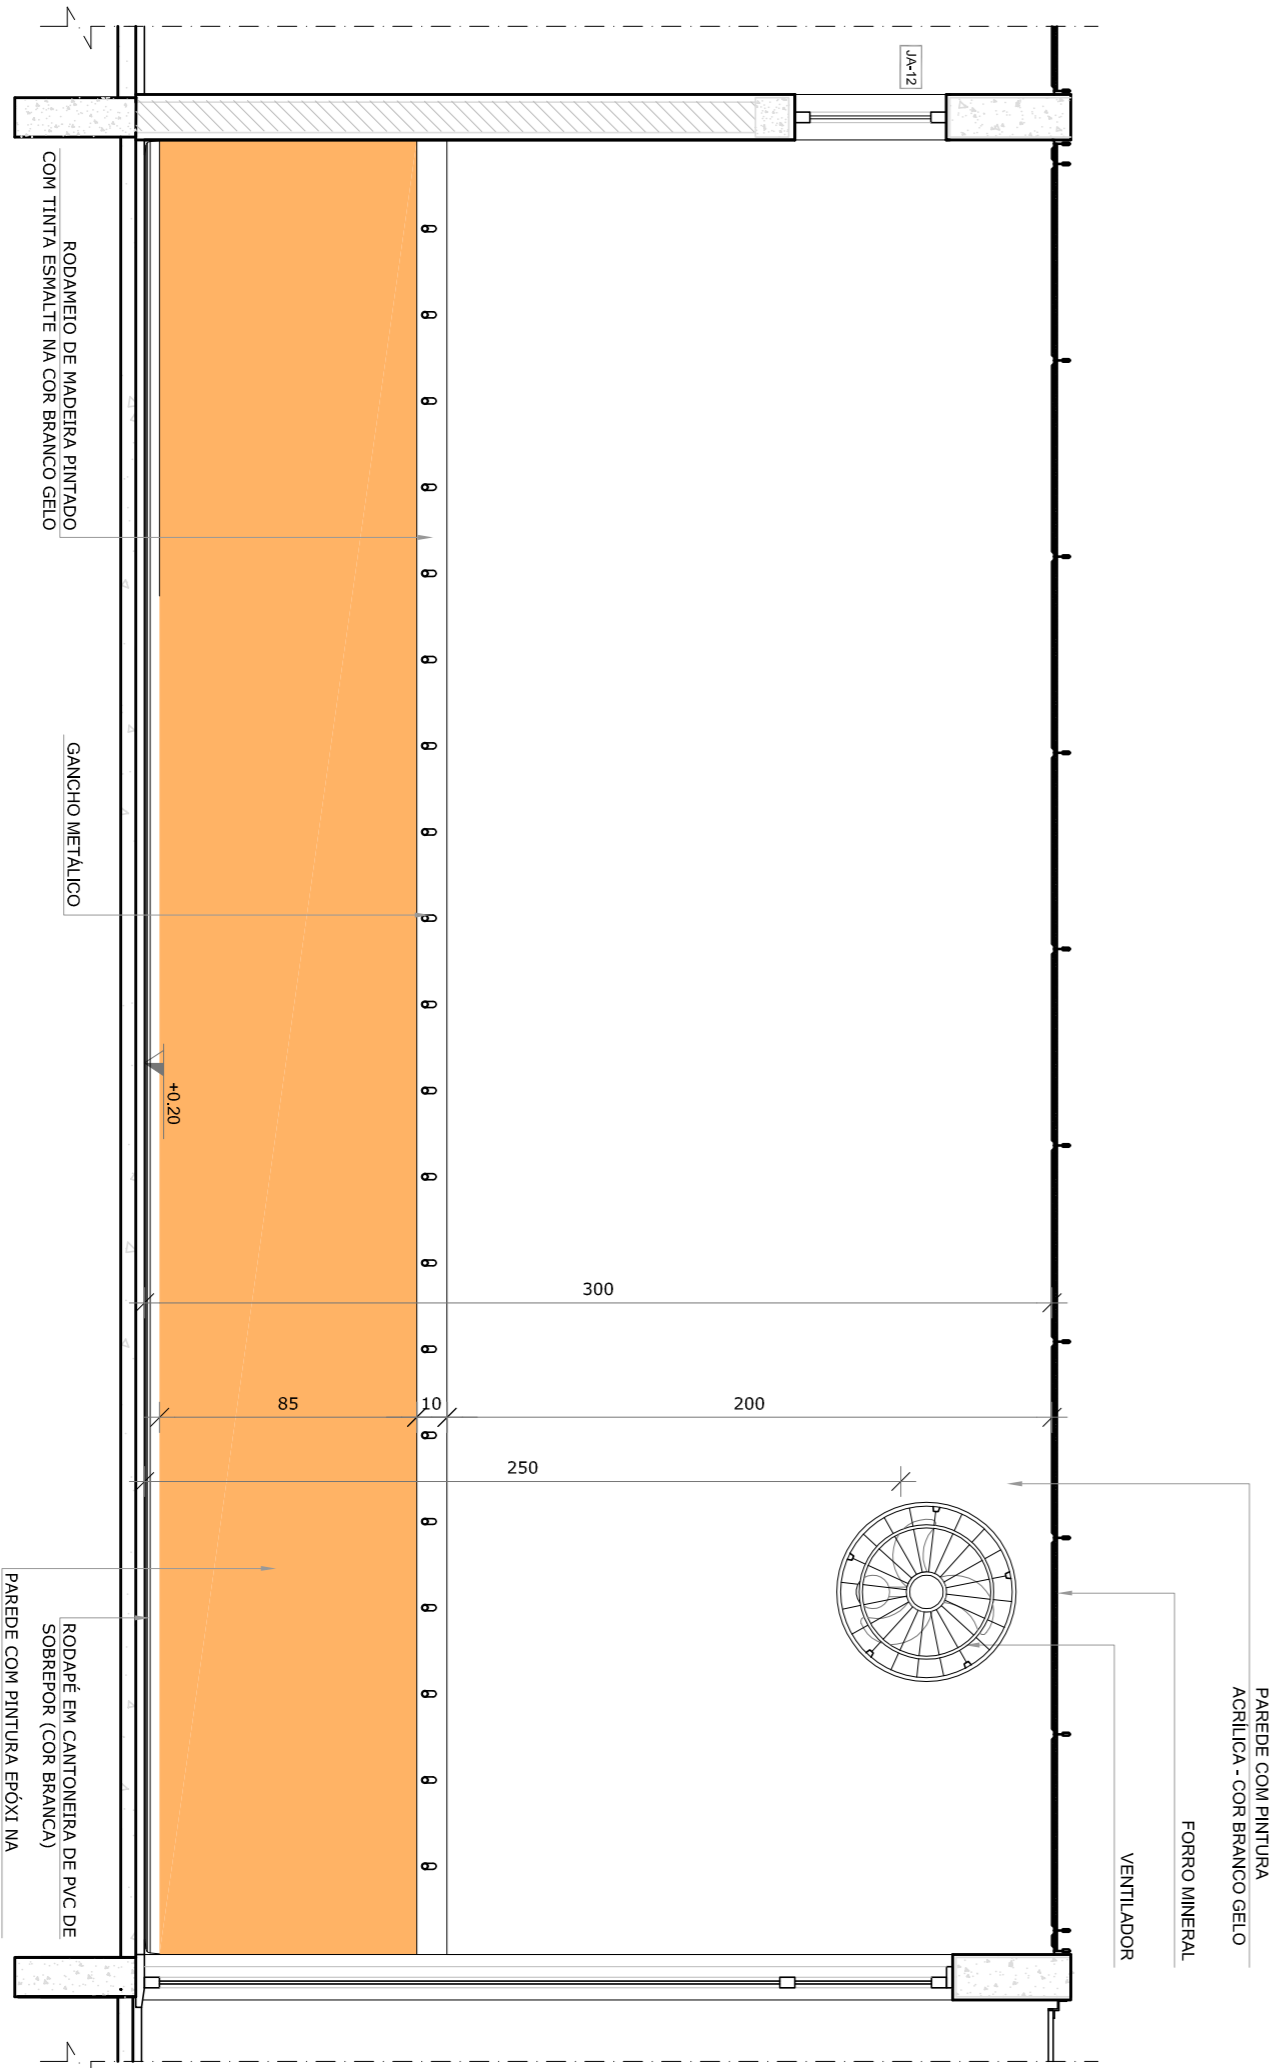 JA-12
PAREDE COM PINTURA
ACRÍLICA - COR BRANCO GELO
FORRO MINERAL
VENTILADOR
300
85
10
200
250
+0.20
RODAMEIO DE MADEIRA PINTADO
COM TINTA ESMALTE NA COR BRANCO GELO
GANCHO METÁLICO
RODAPÉ EM CANTONEIRA DE PVC DE
SOBREPOR (COR BRANCA)
PAREDE COM PINTURA EPÓXI NA